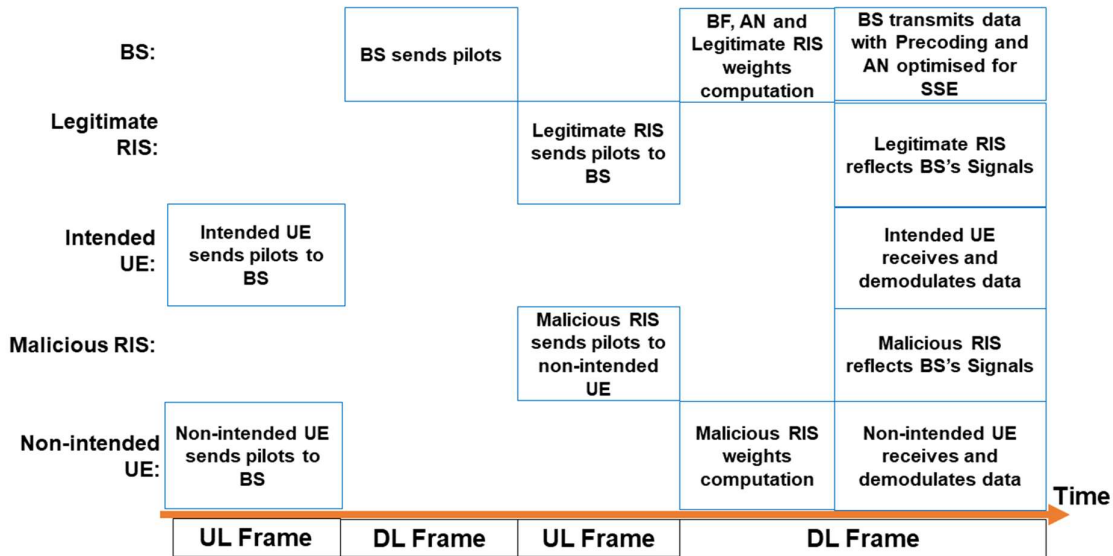 BS:
BS sends pilots
BF, AN and
Legitimate RIS
weights
computation
BS transmits data
with Precoding and
AN optimised for
SSE
Legitimate
RIS:
Legitimate RIS
sends pilots to
BS
Legitimate RIS
reflects BS's Signals
Intended
UE:
Intended UE
sends pilots to
BS
Intended UE
receives and
demodulates data
Malicious RIS:
Malicious RIS
sends pilots to
non-intended
UE
Malicious RIS
reflects BS's Signals
Non-intended
UE:
Non-intended UE
sends pilots to
BS
Malicious RIS
weights
computation
Non-intended UE
receives and
demodulates data
Time
UL Frame
DL Frame
UL Frame
DL Frame